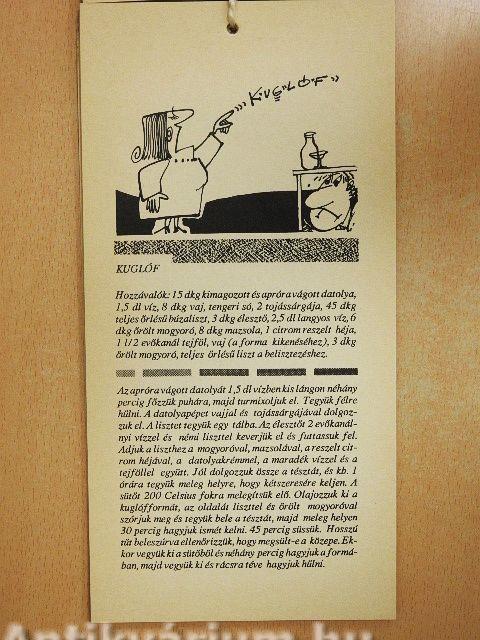 KUGLÓF
KUGLÓF
Hozzávalók: 15 dkg kimagozott és apróra vágott datolya,
1,5 dl víz, 8 dkg vaj, tengeri só, 2 tojássárgája, 45 dkg
teljes őrlésű búzaliszt, 3 dkg élesztő, 2,5 dl langyos víz, 6
dkg őrölt mogyoró, 8 dkg mazsola, 1 citrom reszelt héja,
1 1/2 evőkanál tejföl, vaj (a forma kikenéséhez), 3 dkg
őrölt mogyoró, teljes őrlésű liszt a belisztezéshez.
Az apróra vágott datolyát 1,5 dl vízben kis lángon néhány
percig főzzük puhára, majd turmixoljuk el. Tegyük félre
hűlni. A datolyapépet vajjal és tojássárgájával dolgoz-
zuk el. A lisztet tegyük egy tálba. Az élesztőt 2 evőkanál-
nyi vízzel és némi liszttel keverjük el és futtassuk fel.
Adjuk a liszthez a mogyoróval, mazsolával, a reszelt cit-
rom héjával, a datolyakrémmel, a maradék vízzel és a
tejföllel együtt. Jól dolgozzuk össze a tésztát, és kb. 1
órára tegyük meleg helyre, hogy kétszeresére keljen. A
sütőt 200 Celsius fokra melegítsük elő. Olajozzuk ki a
kuglófformát, az oldalát liszttel és őrölt mogyoróval
szórjuk meg és tegyük bele a tésztát, majd meleg helyen
30 percig hagyjuk ismét kelni. 45 percig süssük. Hosszú
tűt beleszúrva ellenőrizzük, hogy megsült-e a közepe. Ek-
kor vegyük ki a sütőből és néhány percig hagyjuk a formá-
ban, majd vegyük ki és rácsra téve hagyjuk hűlni.
Antikvárium.hu